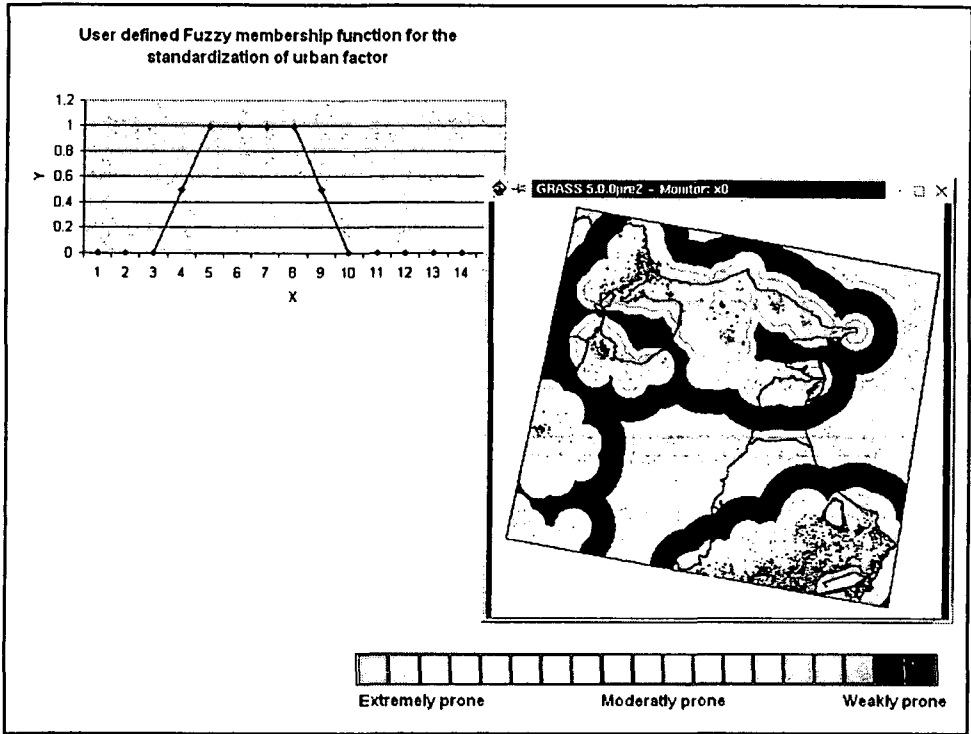 User defined Fuzzy membership function for the
standardization of urban factor
1.2
1
0.8
0.6
0.4
0.2
0
Y
1 2 3 4 5 6 7 8 9 10 11 12 13 14
X
GRASS 5.0.0pre2 - Monitor: x0
Extremely prone Moderatly prone Weakly prone